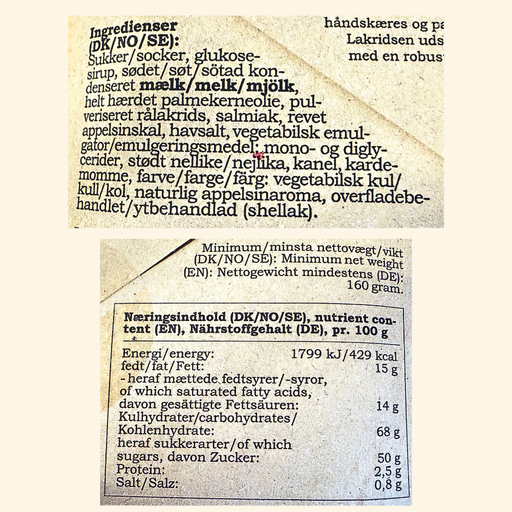 Ingredienser
(DK/NO/SE):
Sukker/socker, glukose-
sirup, sødet/søt/sötad kon-
denseret mælk/melk/mjölk,
helt hærdet palmekerneolie, pul-
veriseret rålakrids, salmiak, revet
appelsinskal, havsalt, vegetabilsk emul-
gator/emulgeringsmedel: mono- og digly-
cerider, stødt nellike/nejlika, kanel, karde-
momme, farve/farge/färg: vegetabilsk kul/
kull/kol, naturlig appelsinaroma, overfladebe-
handlet/ytbehandlad (shellak).
håndskæres og pa
Lakridsen uds
med en robus
Minimum/minsta nettovægt/vikt
(DK/NO/SE): Minimum net weight
(EN): Nettogewicht mindestens (DE):
160 gram.
Næringsindhold (DK/NO/SE), nutrient con-
tent (EN), Nährstoffgehalt (DE), pr. 100 g
Energi/energy: 1799 kJ/429 kcal
fedt/fat/Fett: 15 g
- heraf mættede fedtsyrer/-syror,
of which saturated fatty acids,
davon gesättigte Fettsäuren: 14 g
Kulhydrater/carbohydrates/
Kohlenhydrate: 68 g
heraf sukkerarter/of which
sugars, davon Zucker: 50 g
Protein: 2,5 g
Salt/Salz: 0,8 g